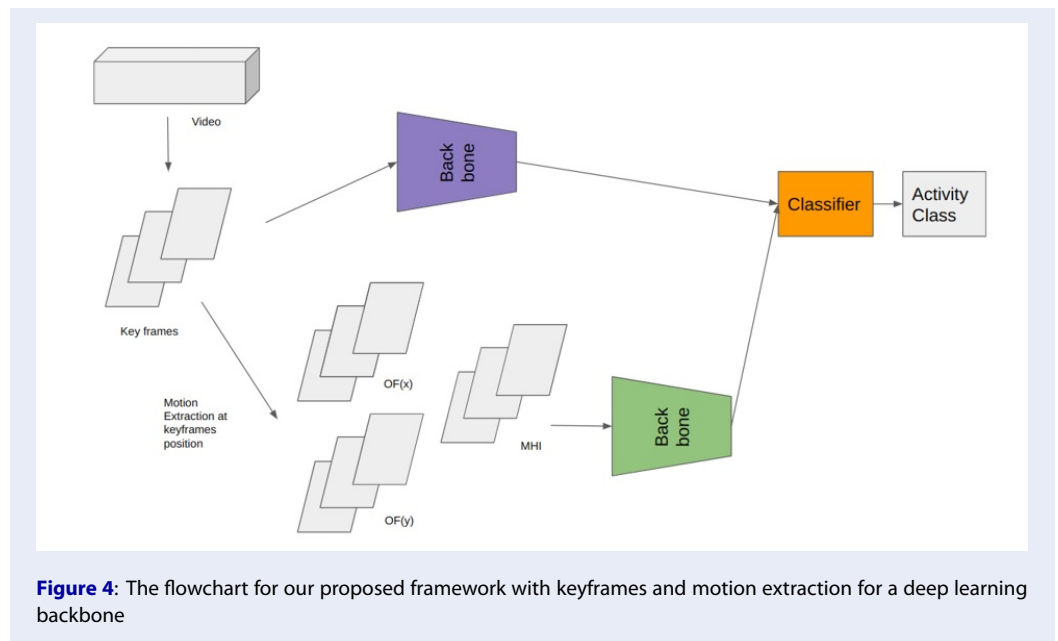 Video
Key frames
Motion
Extraction at
keyframes
position
OF(x)
OF(y)
MHI
Back
bone
Back
bone
Classifier
Activity
Class
Figure 4: The flowchart for our proposed framework with keyframes and motion extraction for a deep learning
backbone